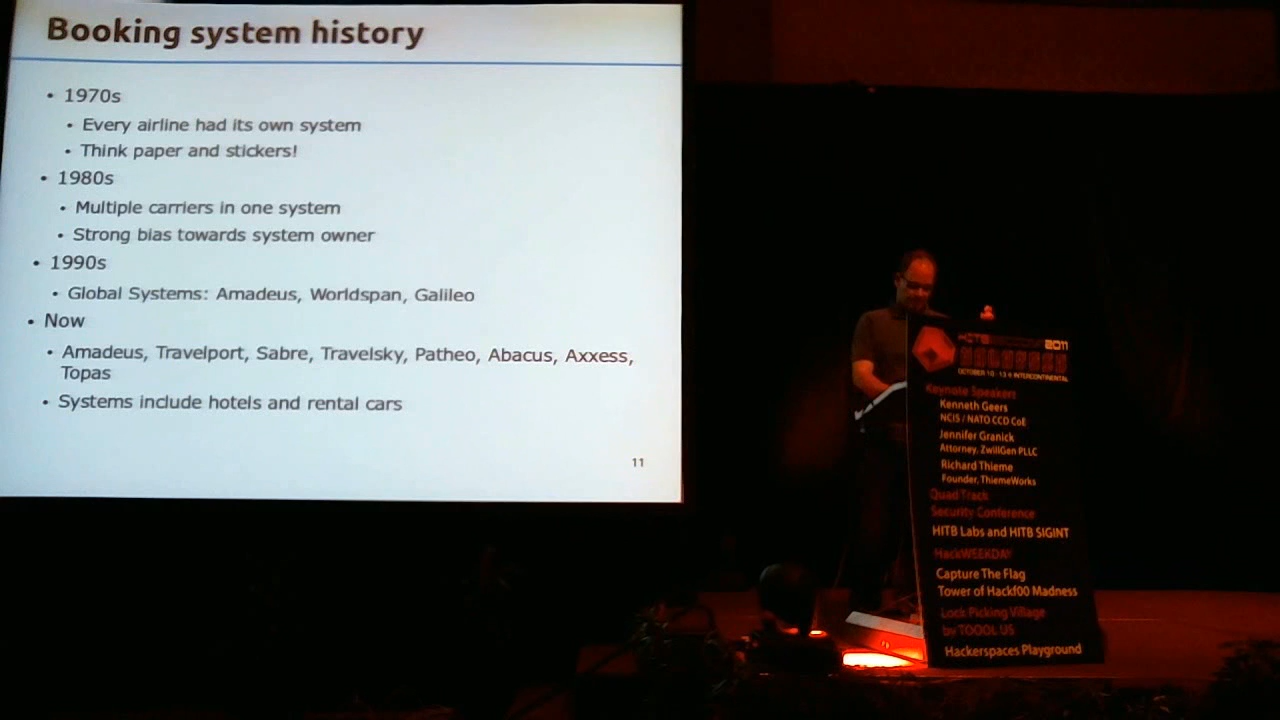 Booking system history
• 1970s
• Every airline had its own system
• Think paper and stickers!
• 1980s
• Multiple carriers in one system
• Strong bias towards system owner
• 1990s
• Global Systems: Amadeus, Worldspan, Galileo
• Now
• Amadeus, Travelport, Sabre, Travelsky, Patheo, Abacus, Axxess,
Topas
• Systems include hotels and rental cars
11
2011
OCTOBER 10 - 13 @ INTERCONTINENTAL
Keynote Speakers
Kenneth Geers
NCIS / NATO CCD CoE
Jennifer Granick
Attorney, ZwillGen PLLC
Richard Thieme
Founder, ThiemeWorks
Quad Track
Security Conference
HITB Labs and HITB SIGINT
HackWEEKDAY
Capture The Flag
Tower of Hackf00 Madness
Lock Picking Village
by TOOOL US
Hackerspaces Playground